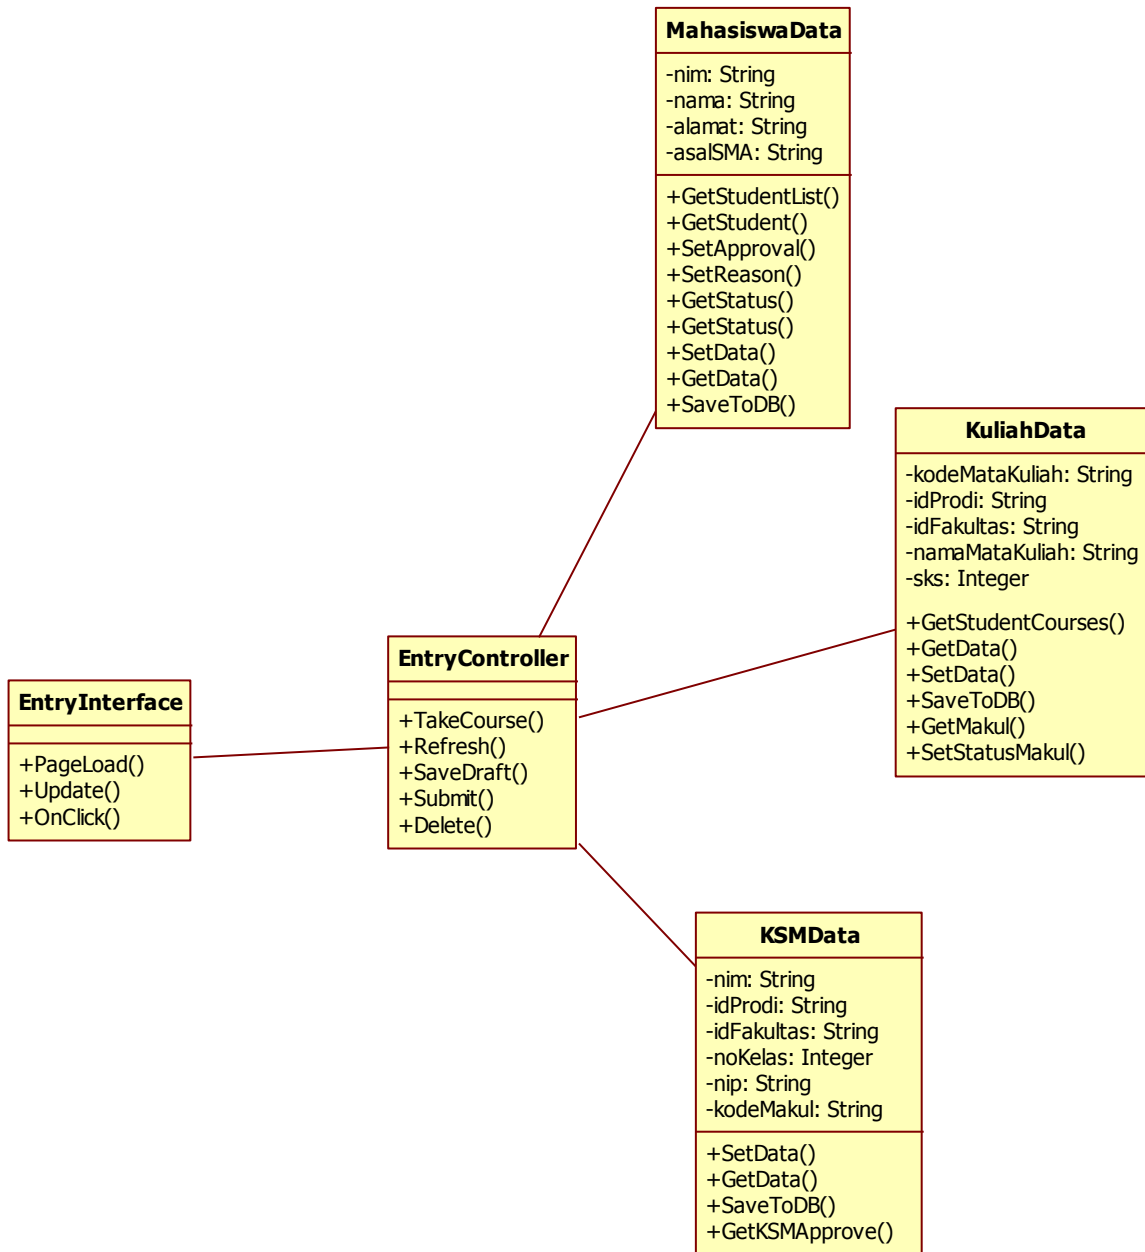 MahasiswaData
-nim: String
-nama: String
-alamat: String
-asalSMA: String
+GetStudentList()
+GetStudent()
+SetApproval()
+SetReason()
+GetStatus()
+GetStatus()
+SetData()
+GetData()
+SaveToDB()
KuliahData
-kodeMataKuliah: String
-idProdi: String
-idFakultas: String
-namaMataKuliah: String
-sks: Integer
+GetStudentCourses()
+GetData()
+SetData()
+SaveToDB()
+GetMakul()
+SetStatusMakul()
EntryController
+TakeCourse()
+Refresh()
+SaveDraft()
+Submit()
+Delete()
EntryInterface
+PageLoad()
+Update()
+OnClick()
KSMData
-nim: String
-idProdi: String
-idFakultas: String
-noKelas: Integer
-nip: String
-kodeMakul: String
+SetData()
+GetData()
+SaveToDB()
+GetKSMApprove()